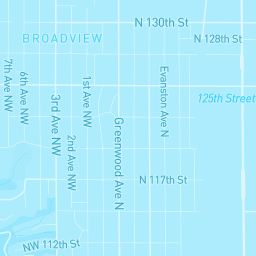 N 130th St
BROADVIEW
N 128th St
7th Ave NW
6th Ave NW
3rd Ave NW
2nd Ave NW
1st Ave NW
Greenwood Ave N
Evanston Ave N
125th Street
N 117th St
NW 112th St